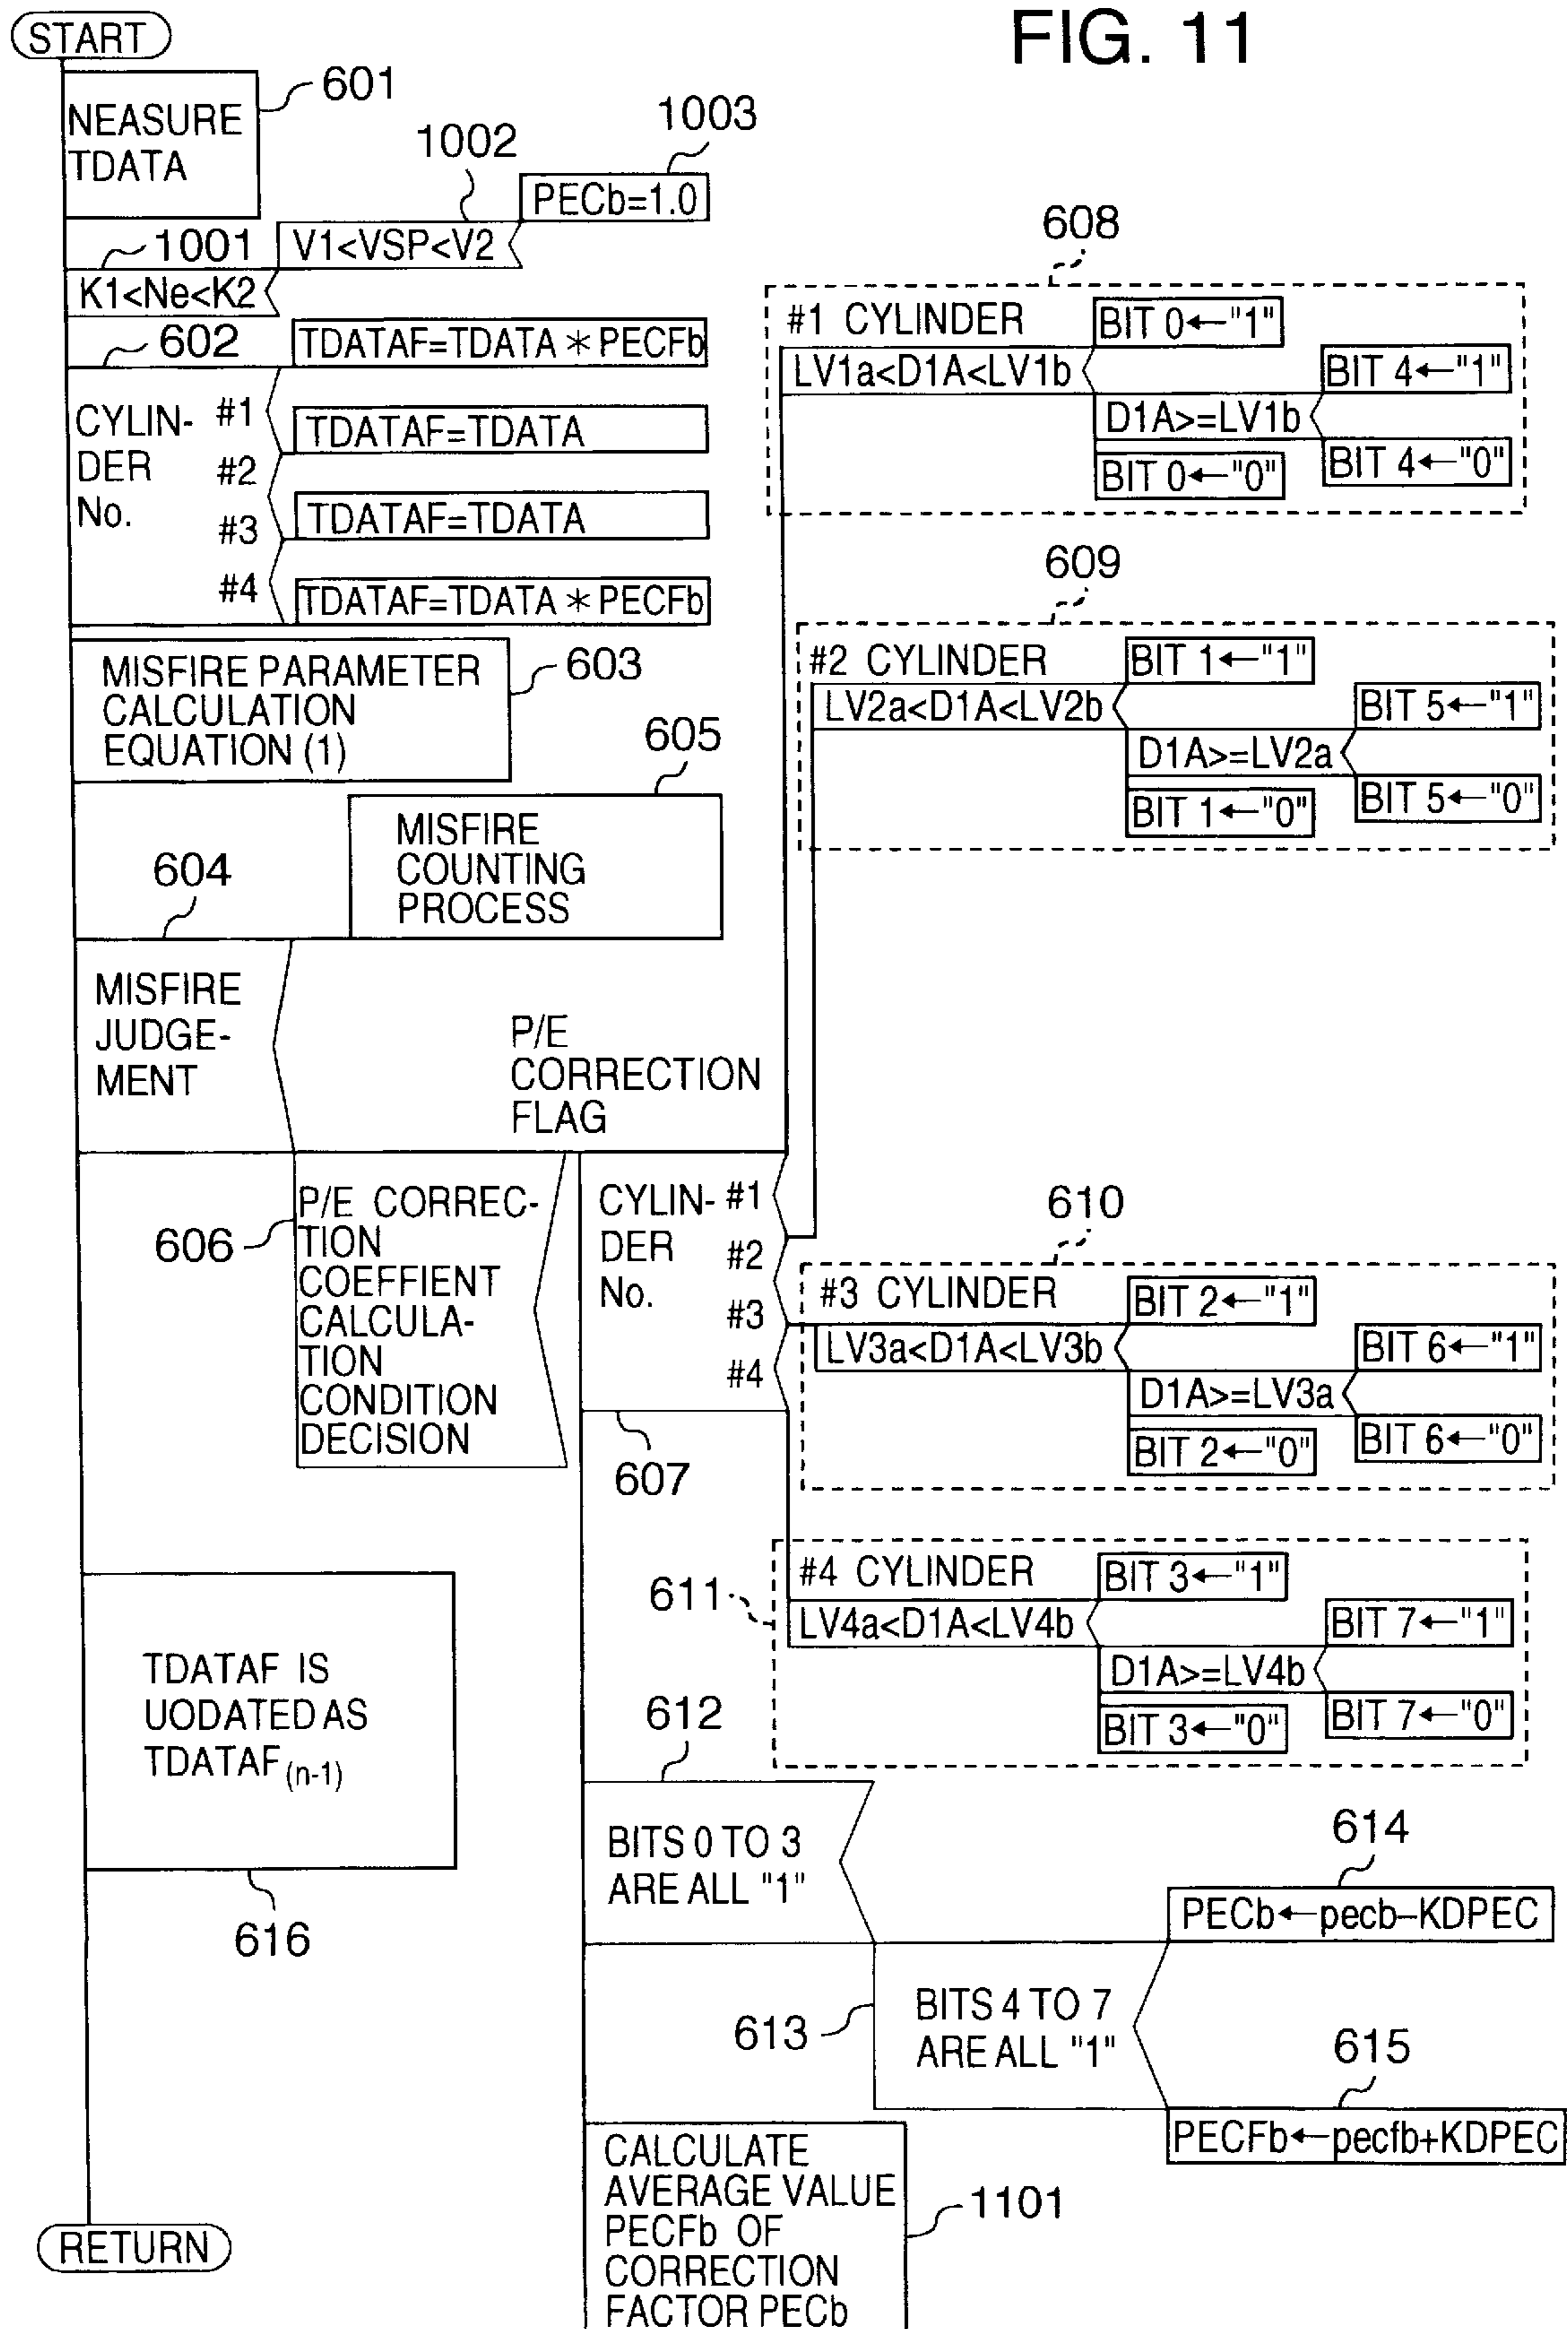 FIG. 11
START
NEASURE
TDATA
601
1003
1002
PECb=1.0
V1<VSP<V2
1001
K1<Ne<K2
602
TDATAF=TDATA＊PECFb
CYLIN-
DER
No.
#1
TDATAF=TDATA
#2
TDATAF=TDATA
#3
#4
TDATAF=TDATA＊PECFb
MISFIRE PARAMETER
CALCULATION
EQUATION (1)
603
605
MISFIRE
COUNTING
PROCESS
604
MISFIRE
JUDGE-
MENT
P/E
CORRECTION
FLAG
606
P/E CORREC-
TION
COEFFIENT
CALCULA-
TION
CONDITION
DECISION
CYLIN-
DER
No.
#1
#2
#3
#4
607
608
#1 CYLINDER
BIT 0←"1"
LV1a<D1A<LV1b
BIT 4←"1"
D1A>=LV1b
BIT 0←"0"
BIT 4←"0"
609
#2 CYLINDER
BIT 1←"1"
LV2a<D1A<LV2b
BIT 5←"1"
D1A>=LV2a
BIT 1←"0"
BIT 5←"0"
610
#3 CYLINDER
BIT 2←"1"
LV3a<D1A<LV3b
BIT 6←"1"
D1A>=LV3a
BIT 2←"0"
BIT 6←"0"
611
#4 CYLINDER
BIT 3←"1"
LV4a<D1A<LV4b
BIT 7←"1"
D1A>=LV4b
BIT 3←"0"
BIT 7←"0"
612
BITS 0 TO 3
ARE ALL "1"
614
PECb←pecb–KDPEC
613
BITS 4 TO 7
ARE ALL "1"
615
PECFb←pecfb+KDPEC
TDATAF IS
UODATED AS
TDATAF(n-1)
616
CALCULATE
AVERAGE VALUE
PECFb OF
CORRECTION
FACTOR PECb
1101
RETURN